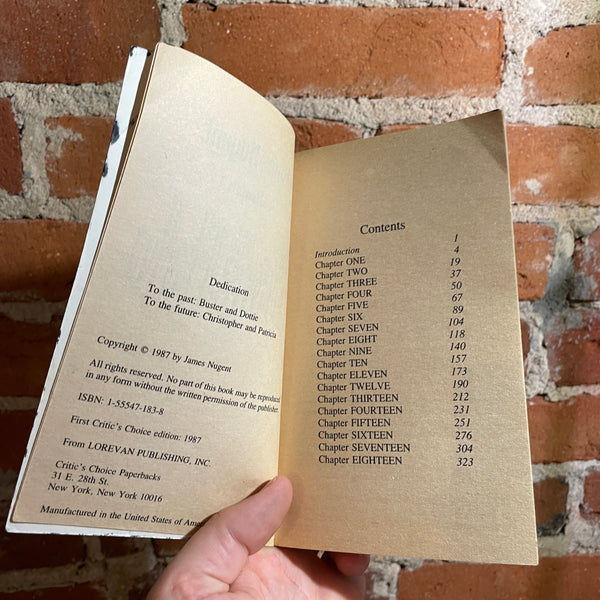 Dedication
To the past: Buster and Dottie
To the future: Christopher and Patricia
Copyright © 1987 by James Nugent
All rights reserved. No part of this book may be reproduced
in any form without the written permission of the publisher.
ISBN: 1-55547-183-8
First Critic's Choice edition: 1987
From LOREVAN PUBLISHING, INC.
Critic's Choice Paperbacks
31 E. 28th St.
New York, New York 10016
Manufactured in the United States of Amer
Contents
Introduction 1
Chapter ONE 4
Chapter TWO 19
Chapter THREE 37
Chapter FOUR 50
Chapter FIVE 67
Chapter SIX 89
Chapter SEVEN 104
Chapter EIGHT 118
Chapter NINE 140
Chapter TEN 157
Chapter ELEVEN 173
Chapter TWELVE 190
Chapter THIRTEEN 212
Chapter FOURTEEN 231
Chapter FIFTEEN 251
Chapter SIXTEEN 276
Chapter SEVENTEEN 304
Chapter EIGHTEEN 323